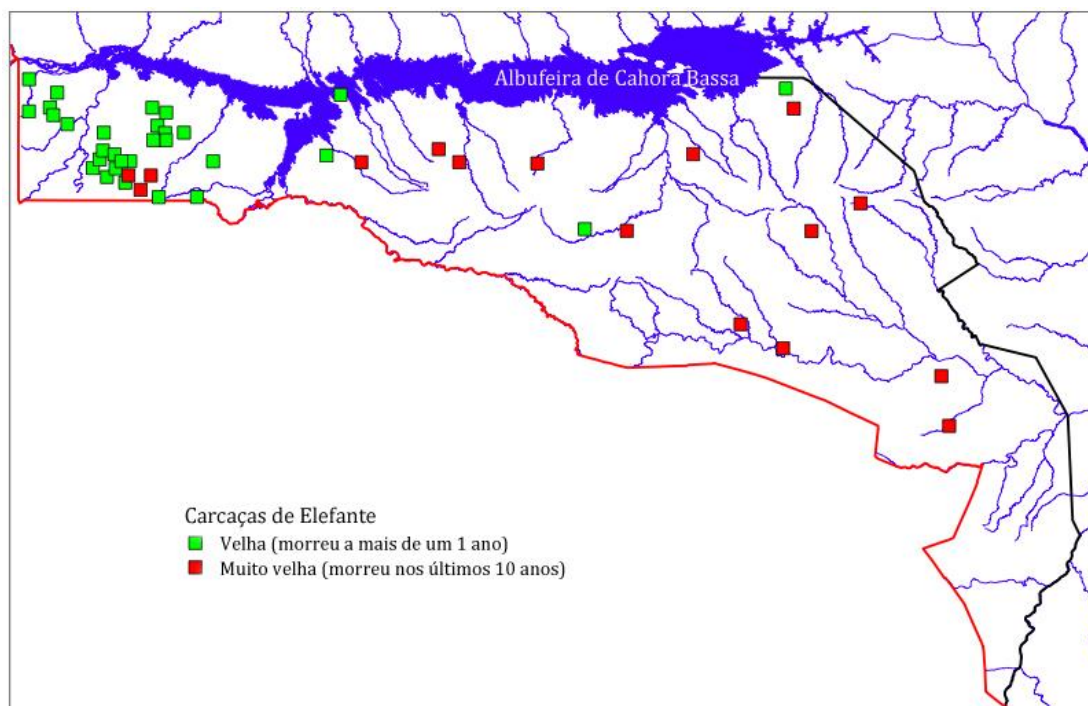 Albufeira de Cahora Bassa
Carcaças de Elefante
Velha (morreu a mais de um 1 ano)
Muito velha (morreu nos últimos 10 anos)